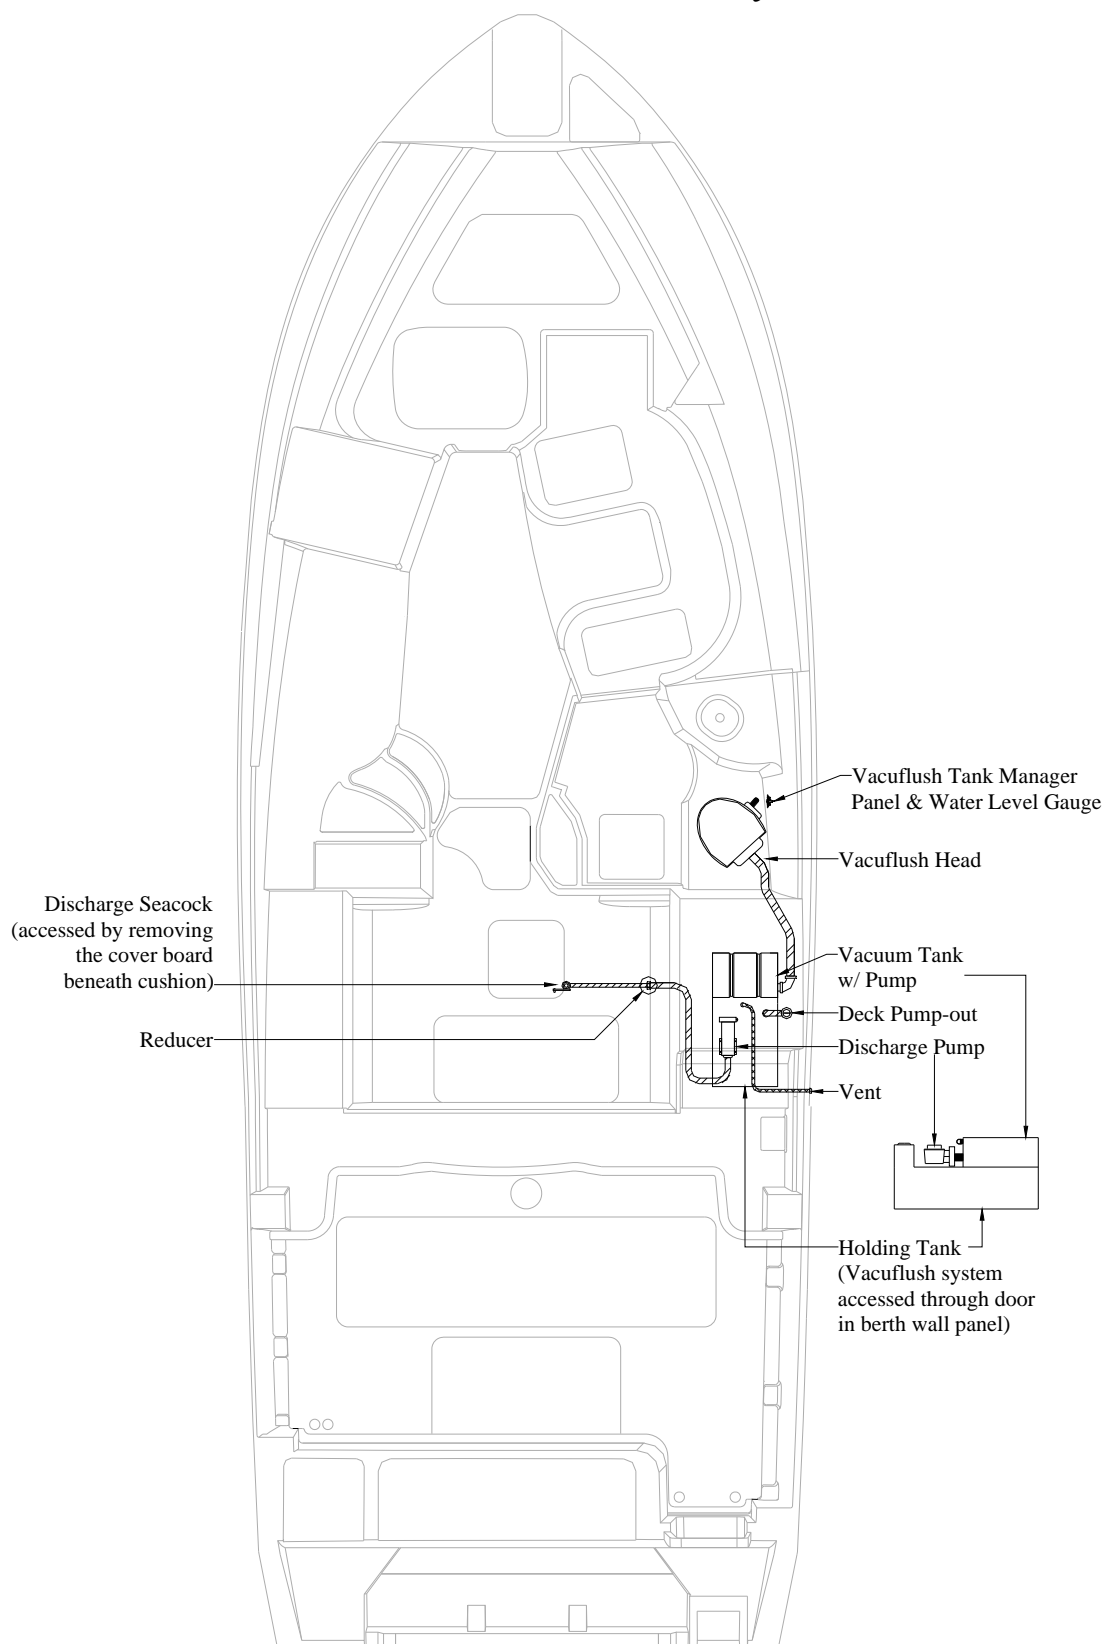 Vacuflush Tank Manager
Panel & Water Level Gauge
Vacuflush Head
Discharge Seacock
(accessed by removing
the cover board
beneath cushion)
Vacuum Tank
w/ Pump
Deck Pump-out
Reducer
Discharge Pump
Vent
Holding Tank
(Vacuflush system
accessed through door
in berth wall panel)